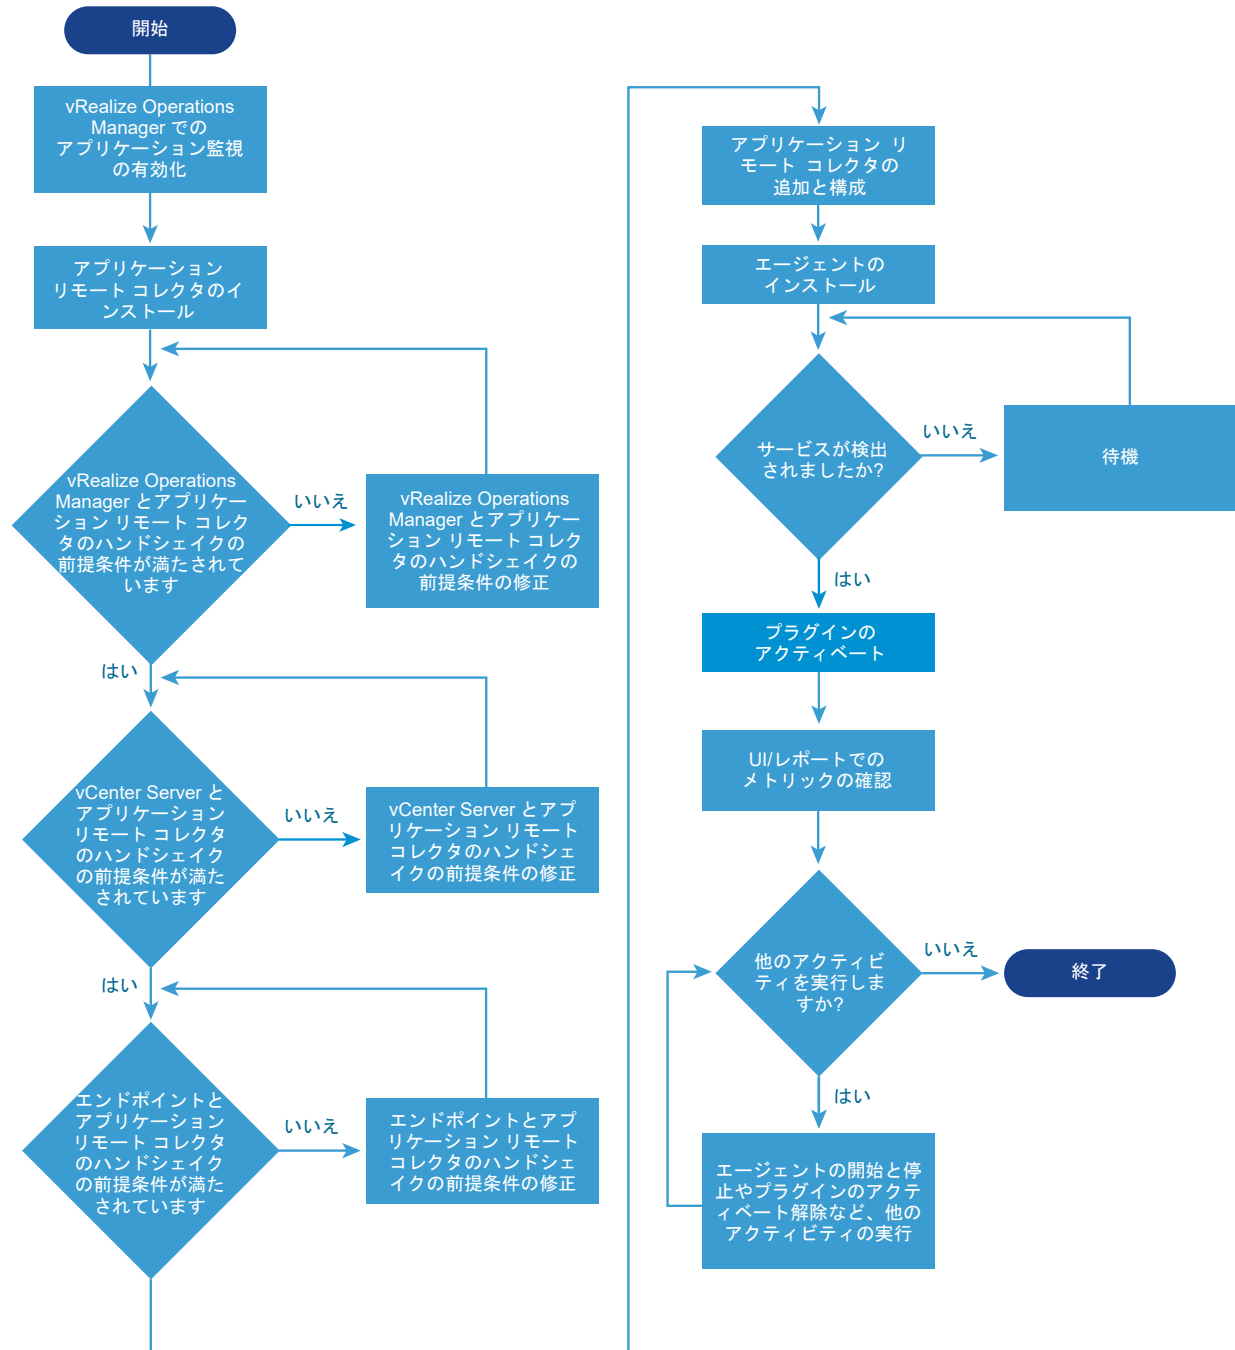 開始
vRealize Operations
Manager での
アプリケーション監視
の有効化
アプリケーション
リモート コレクタのイ
ンストール
vRealize Operations
Manager とアプリケー
ション リモート コレク
タのハンドシェイクの
前提条件が満たされて
います
いいえ
vRealize Operations
Manager とアプリケー
ション リモート コレク
タのハンドシェイクの
前提条件の修正
はい
vCenter Server と
アプリケーション
リモート コレクタ
のハンドシェイク
の前提条件が満た
されています
いいえ
vCenter Server とアプ
リケーション リモート
コレクタのハンドシェ
イクの前提条件の修正
はい
エンドポイントと
アプリケーション
リモート コレクタ
のハンドシェイク
の前提条件が満た
されています
いいえ
エンドポイントとアプ
リケーション リモート
コレクタのハンドシェ
イクの前提条件の修正
アプリケーション リ
モート コレクタの
追加と構成
エージェントの
インストール
サービスが検出
されましたか?
いいえ
待機
はい
プラグインの
アクティベート
UI/レポートでの
メトリックの確認
他のアクティビ
ティを実行しま
すか?
いいえ
終了
はい
エージェントの開始と停
止やプラグインのアクテ
ィベート解除など、他の
アクティビティの実行